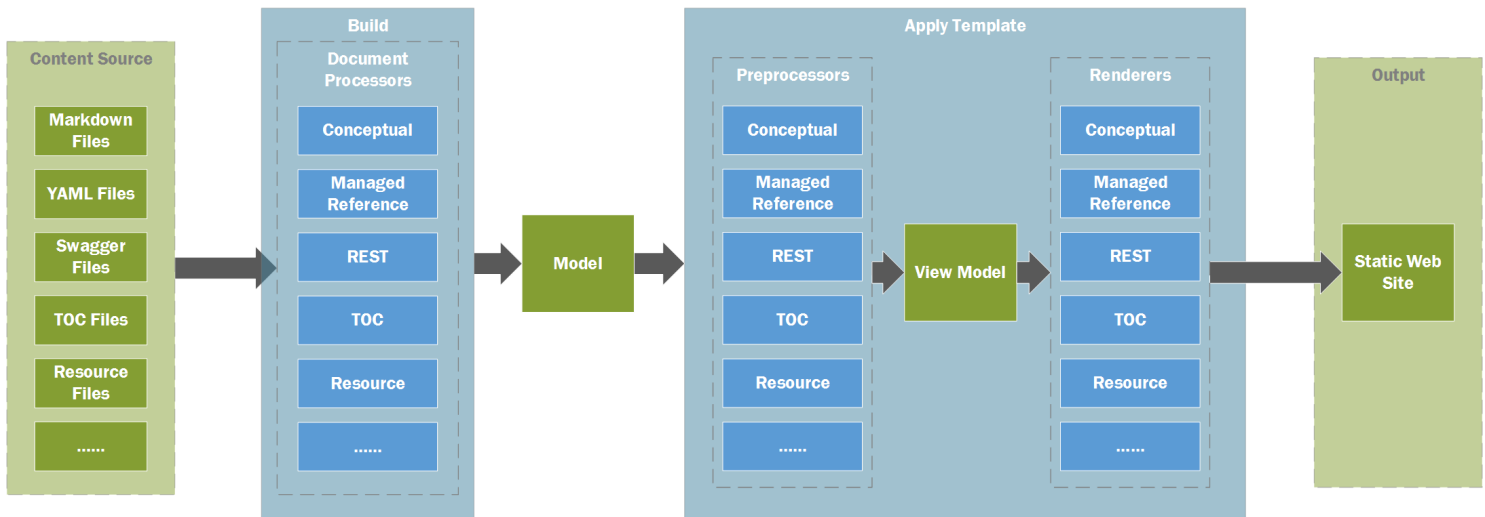 Content Source
Markdown
Files
YAML Files
Swagger
Files
TOC Files
Resource
Files
......
Build
Document
Processors
Conceptual
Managed
Reference
REST
TOC
Resource
......
Model
Apply Template
Preprocessors
Conceptual
Managed
Reference
REST
TOC
Resource
......
View Model
Renderers
Conceptual
Managed
Reference
REST
TOC
Resource
......
Output
Static Web
Site